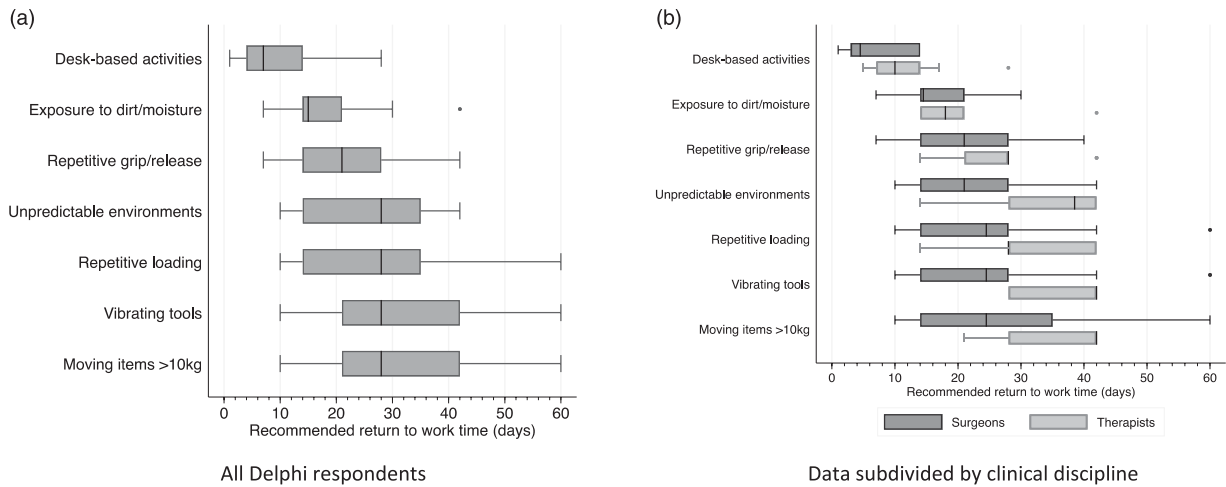 (a)
Desk-based activities
Exposure to dirt/moisture
Repetitive grip/release
Unpredictable environments
Repetitive loading
Vibrating tools
Moving items >10kg
0 10 20 30 40 50 60
Recommended return to work time (days)
All Delphi respondents
(b)
Desk-based activities
Exposure to dirt/moisture
Repetitive grip/release
Unpredictable environments
Repetitive loading
Vibrating tools
Moving items >10kg
0 10 20 30 40 50 60
Recommended return to work time (days)
Surgeons Therapists
Data subdivided by clinical discipline